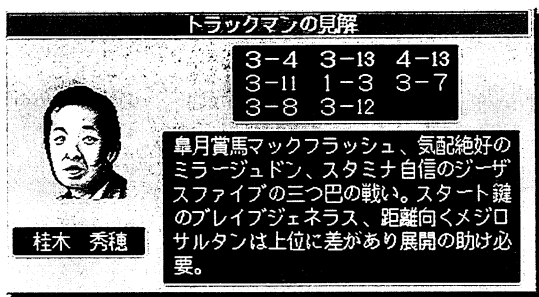 トラックマンの見解
3-4 3-13 4-13
3-11 1-3 3-7
3-8 3-12
皐月賞馬マックフラッシュ、気配絶好の
ミラージュドン、スタミナ自信のジーザ
スファイブの三つ巴の戦い。スタート鍵
のブレイブジェネラス、距離向くメジロ
サルタンは上位に差があり展開の助け必
要。
桂木 秀穂